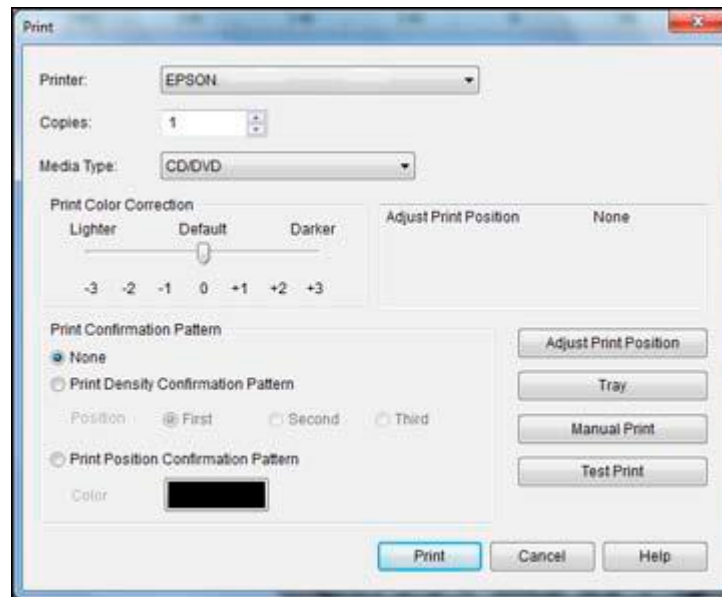 Print
Printer: EPSON
Copies: 1
Media Type: CD/DVD
Print Color Correction
Lighter Default Darker
-3 -2 -1 0 +1 +2 +3
Adjust Print Position None
Print Confirmation Pattern
None
Print Density Confirmation Pattern
Position First Second Third
Print Position Confirmation Pattern
Color
Adjust Print Position
Tray
Manual Print
Test Print
Print Cancel Help